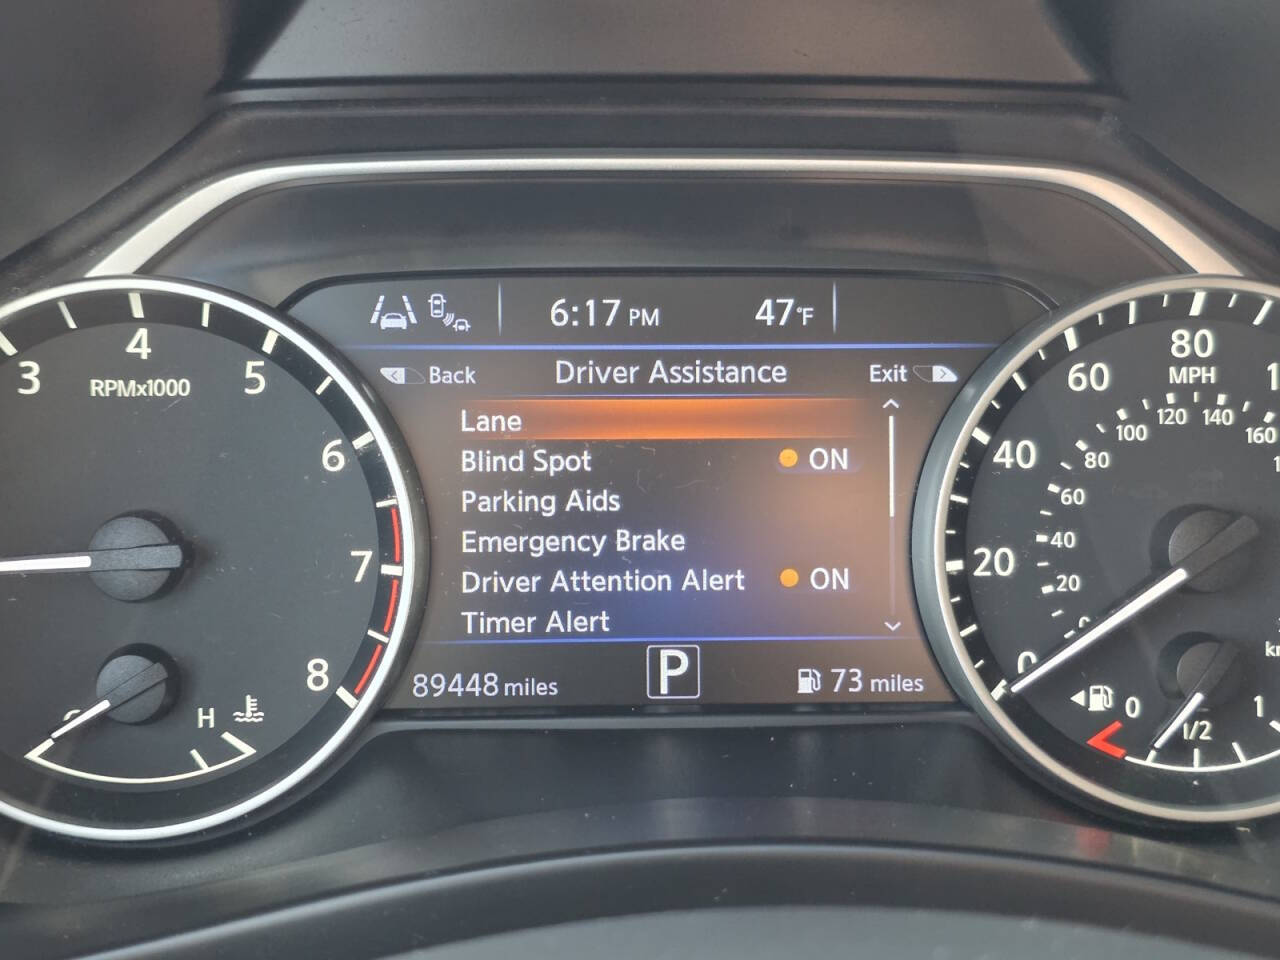 6:17 PM 47°F
Back Driver Assistance Exit
Lane
Blind Spot ON
Parking Aids
Emergency Brake
Driver Attention Alert ON
Timer Alert
89448 miles P 73 miles
3 4 5 6 7 8
RPMx1000
H
0 20 40 60 80
MPH
20 40 60 80 100 120 140 160
0 1/2 1